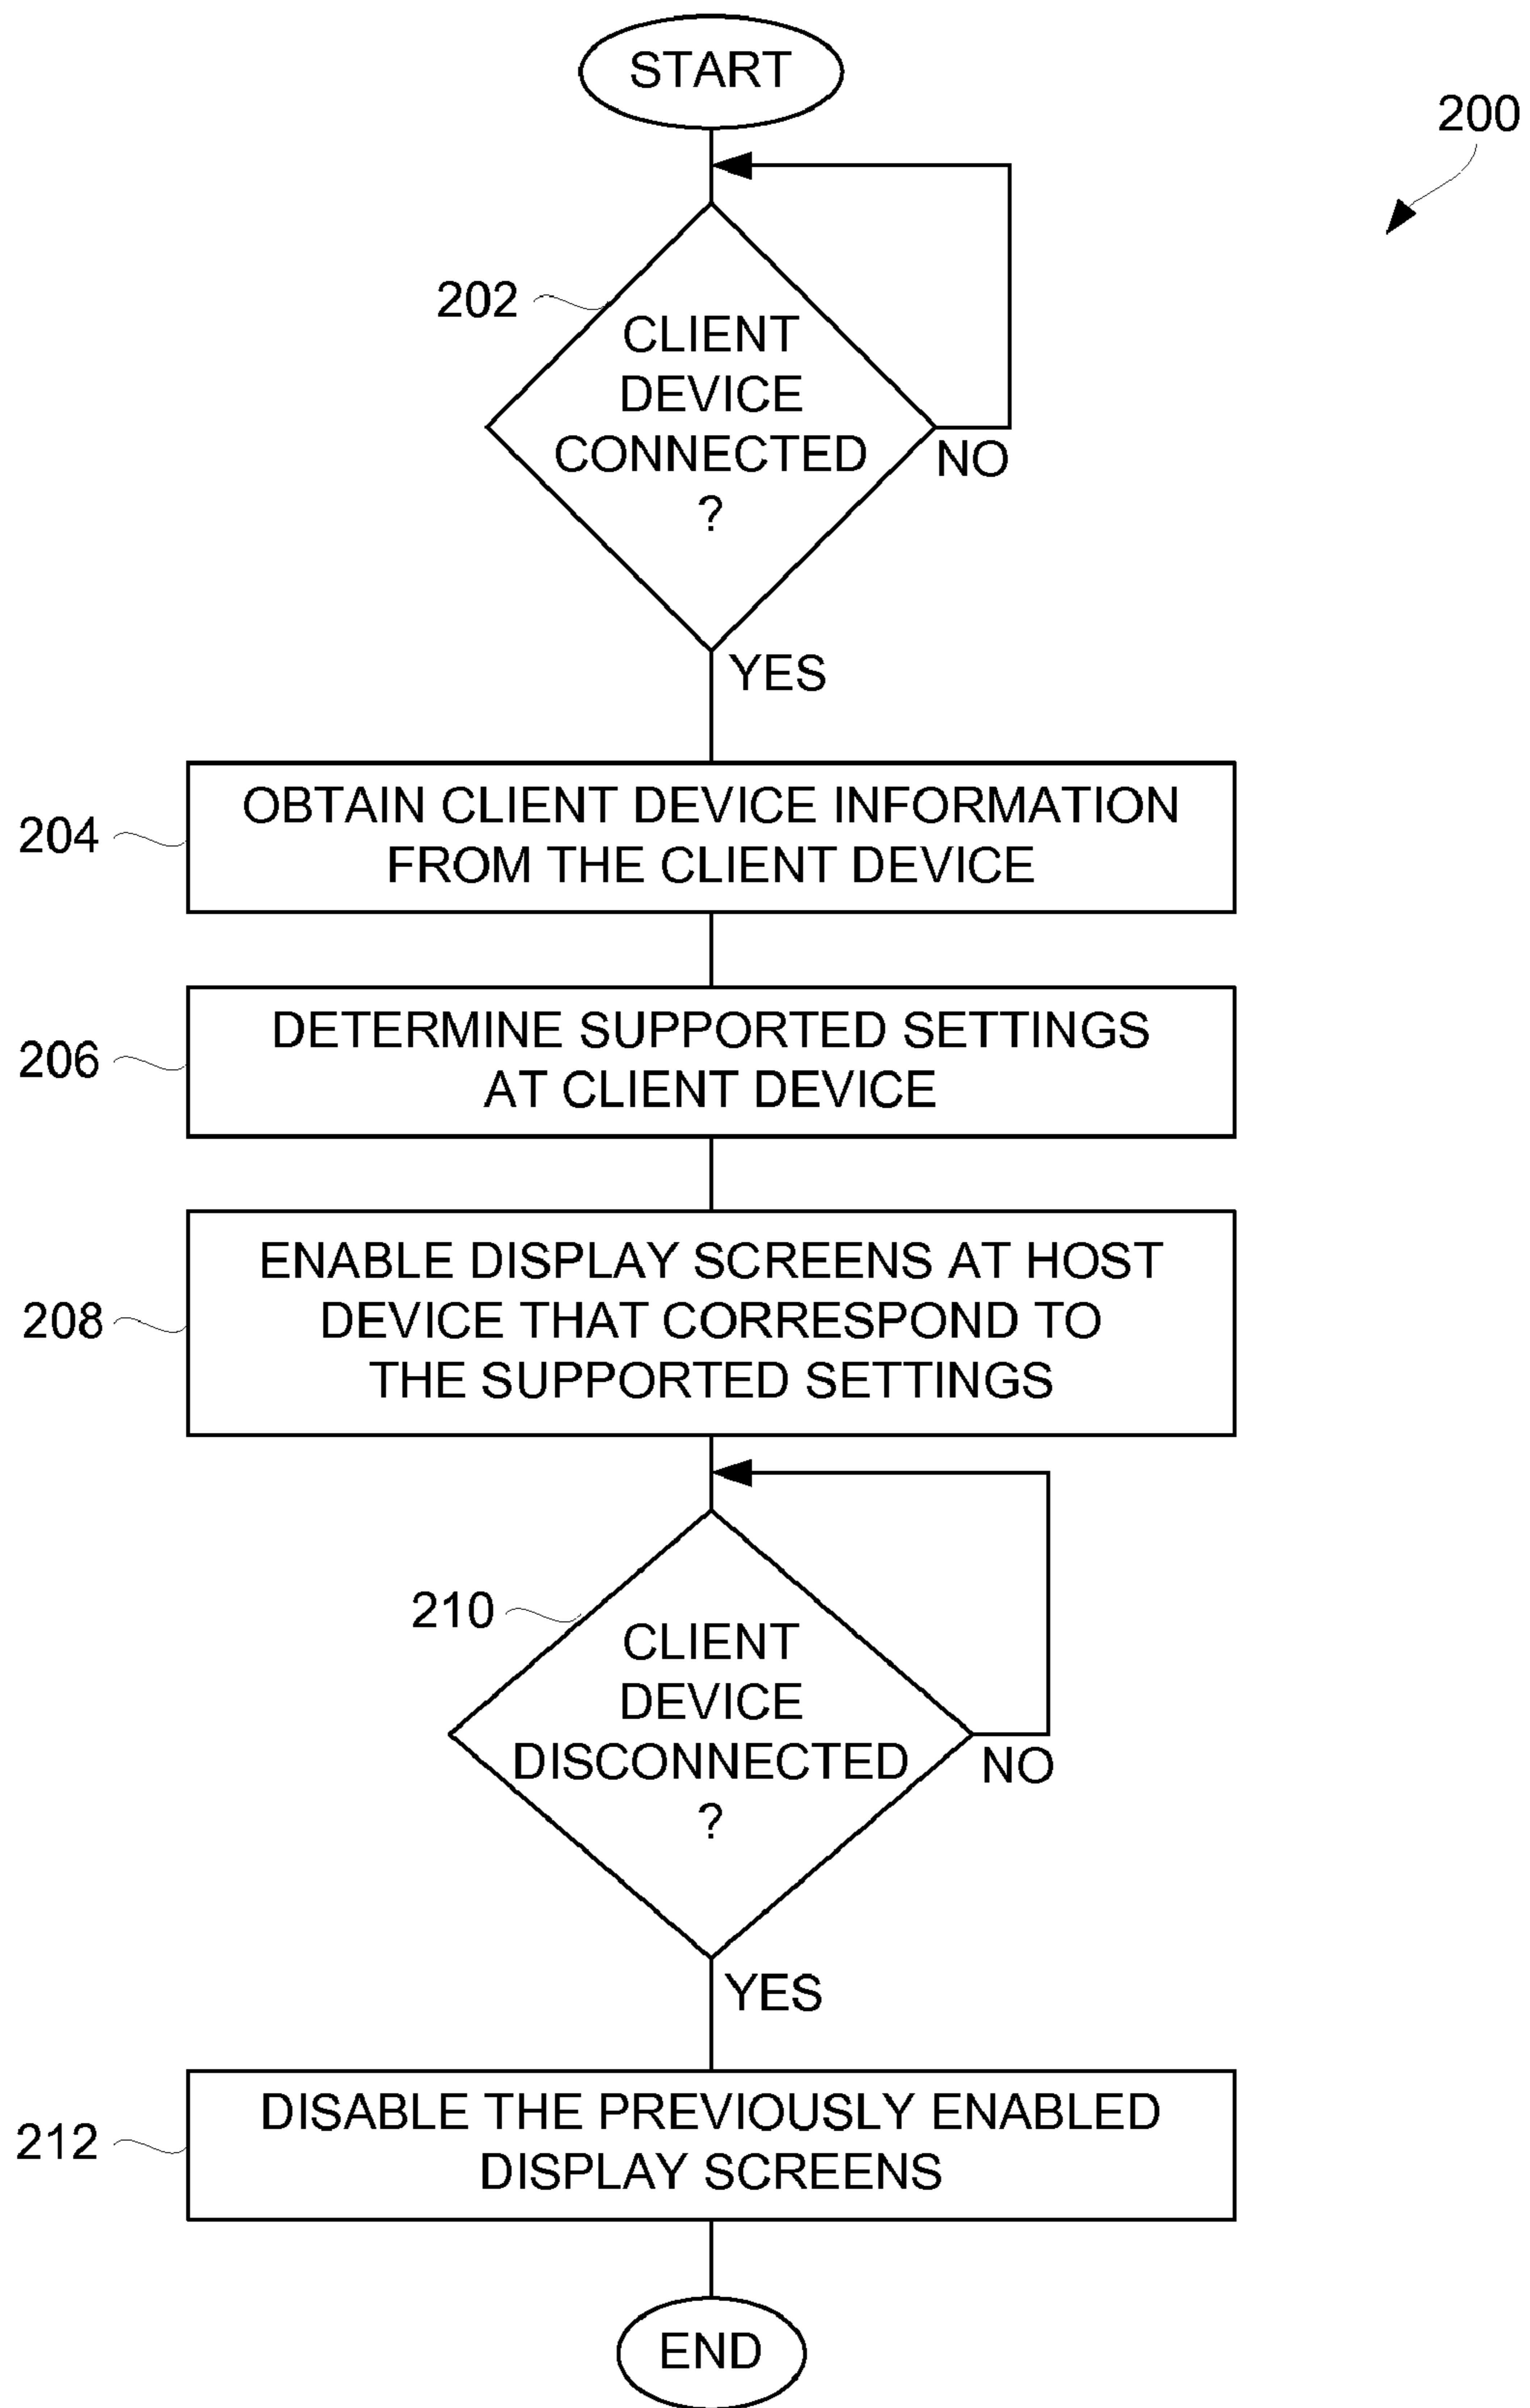 START
200
202
CLIENT
DEVICE
CONNECTED
?
NO
YES
204
OBTAIN CLIENT DEVICE INFORMATION
FROM THE CLIENT DEVICE
206
DETERMINE SUPPORTED SETTINGS
AT CLIENT DEVICE
208
ENABLE DISPLAY SCREENS AT HOST
DEVICE THAT CORRESPOND TO
THE SUPPORTED SETTINGS
210
CLIENT
DEVICE
DISCONNECTED
?
NO
YES
212
DISABLE THE PREVIOUSLY ENABLED
DISPLAY SCREENS
END